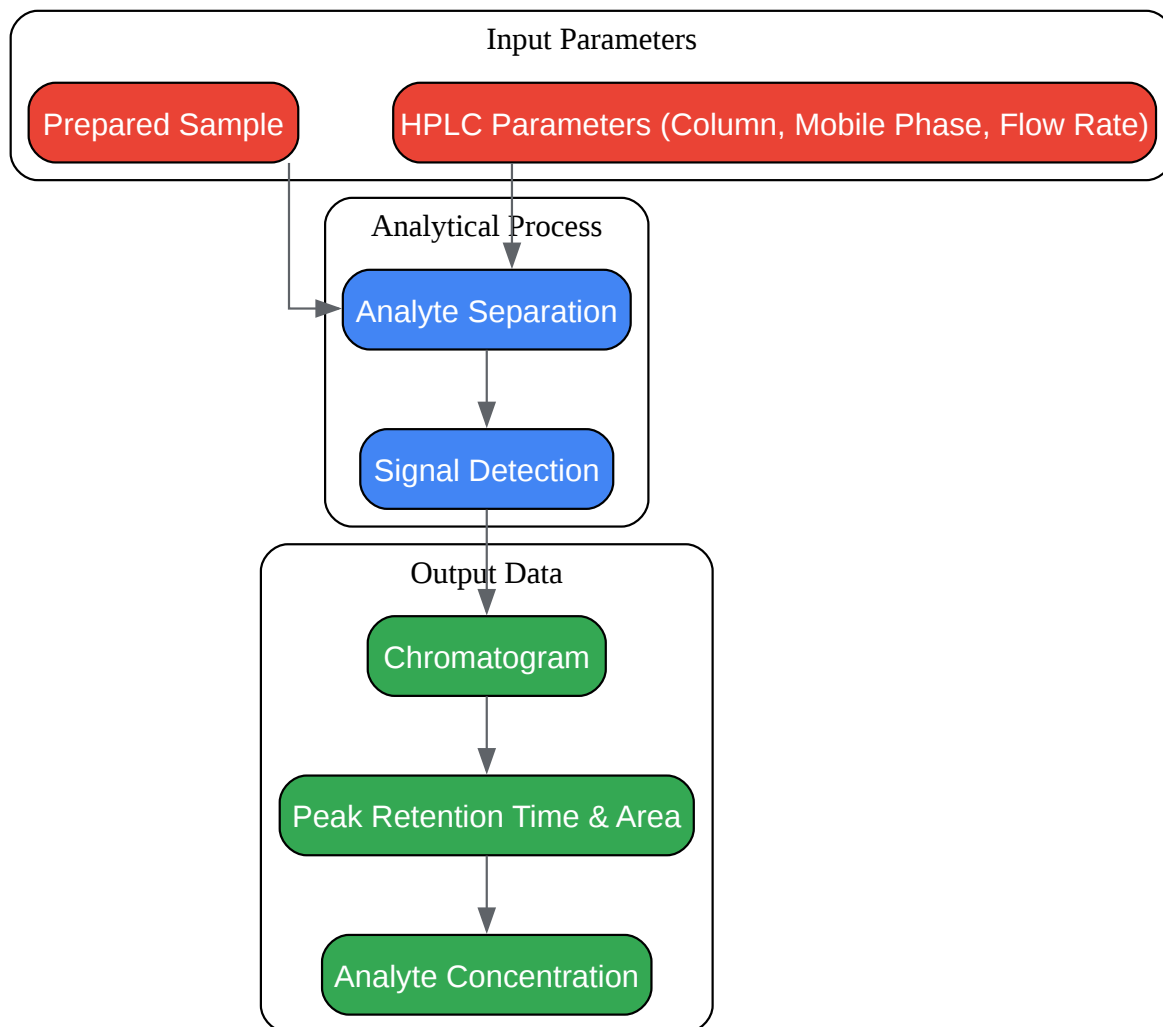 Input Parameters
Prepared Sample
HPLC Parameters (Column, Mobile Phase, Flow Rate)
Analytical Process
Analyte Separation
Signal Detection
Output Data
Chromatogram
Peak Retention Time & Area
Analyte Concentration